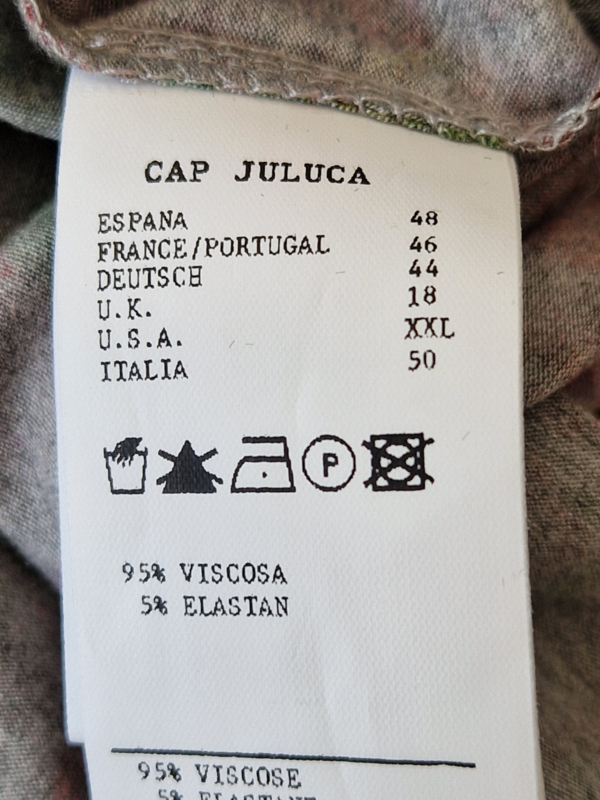 CAP JULUCA
ESPANA 48
FRANCE/PORTUGAL 46
DEUTSCH 44
U.K. 18
U.S.A. XXL
ITALIA 50
P
95% VISCOSA
5% ELASTAN
95% VISCOSE
5%